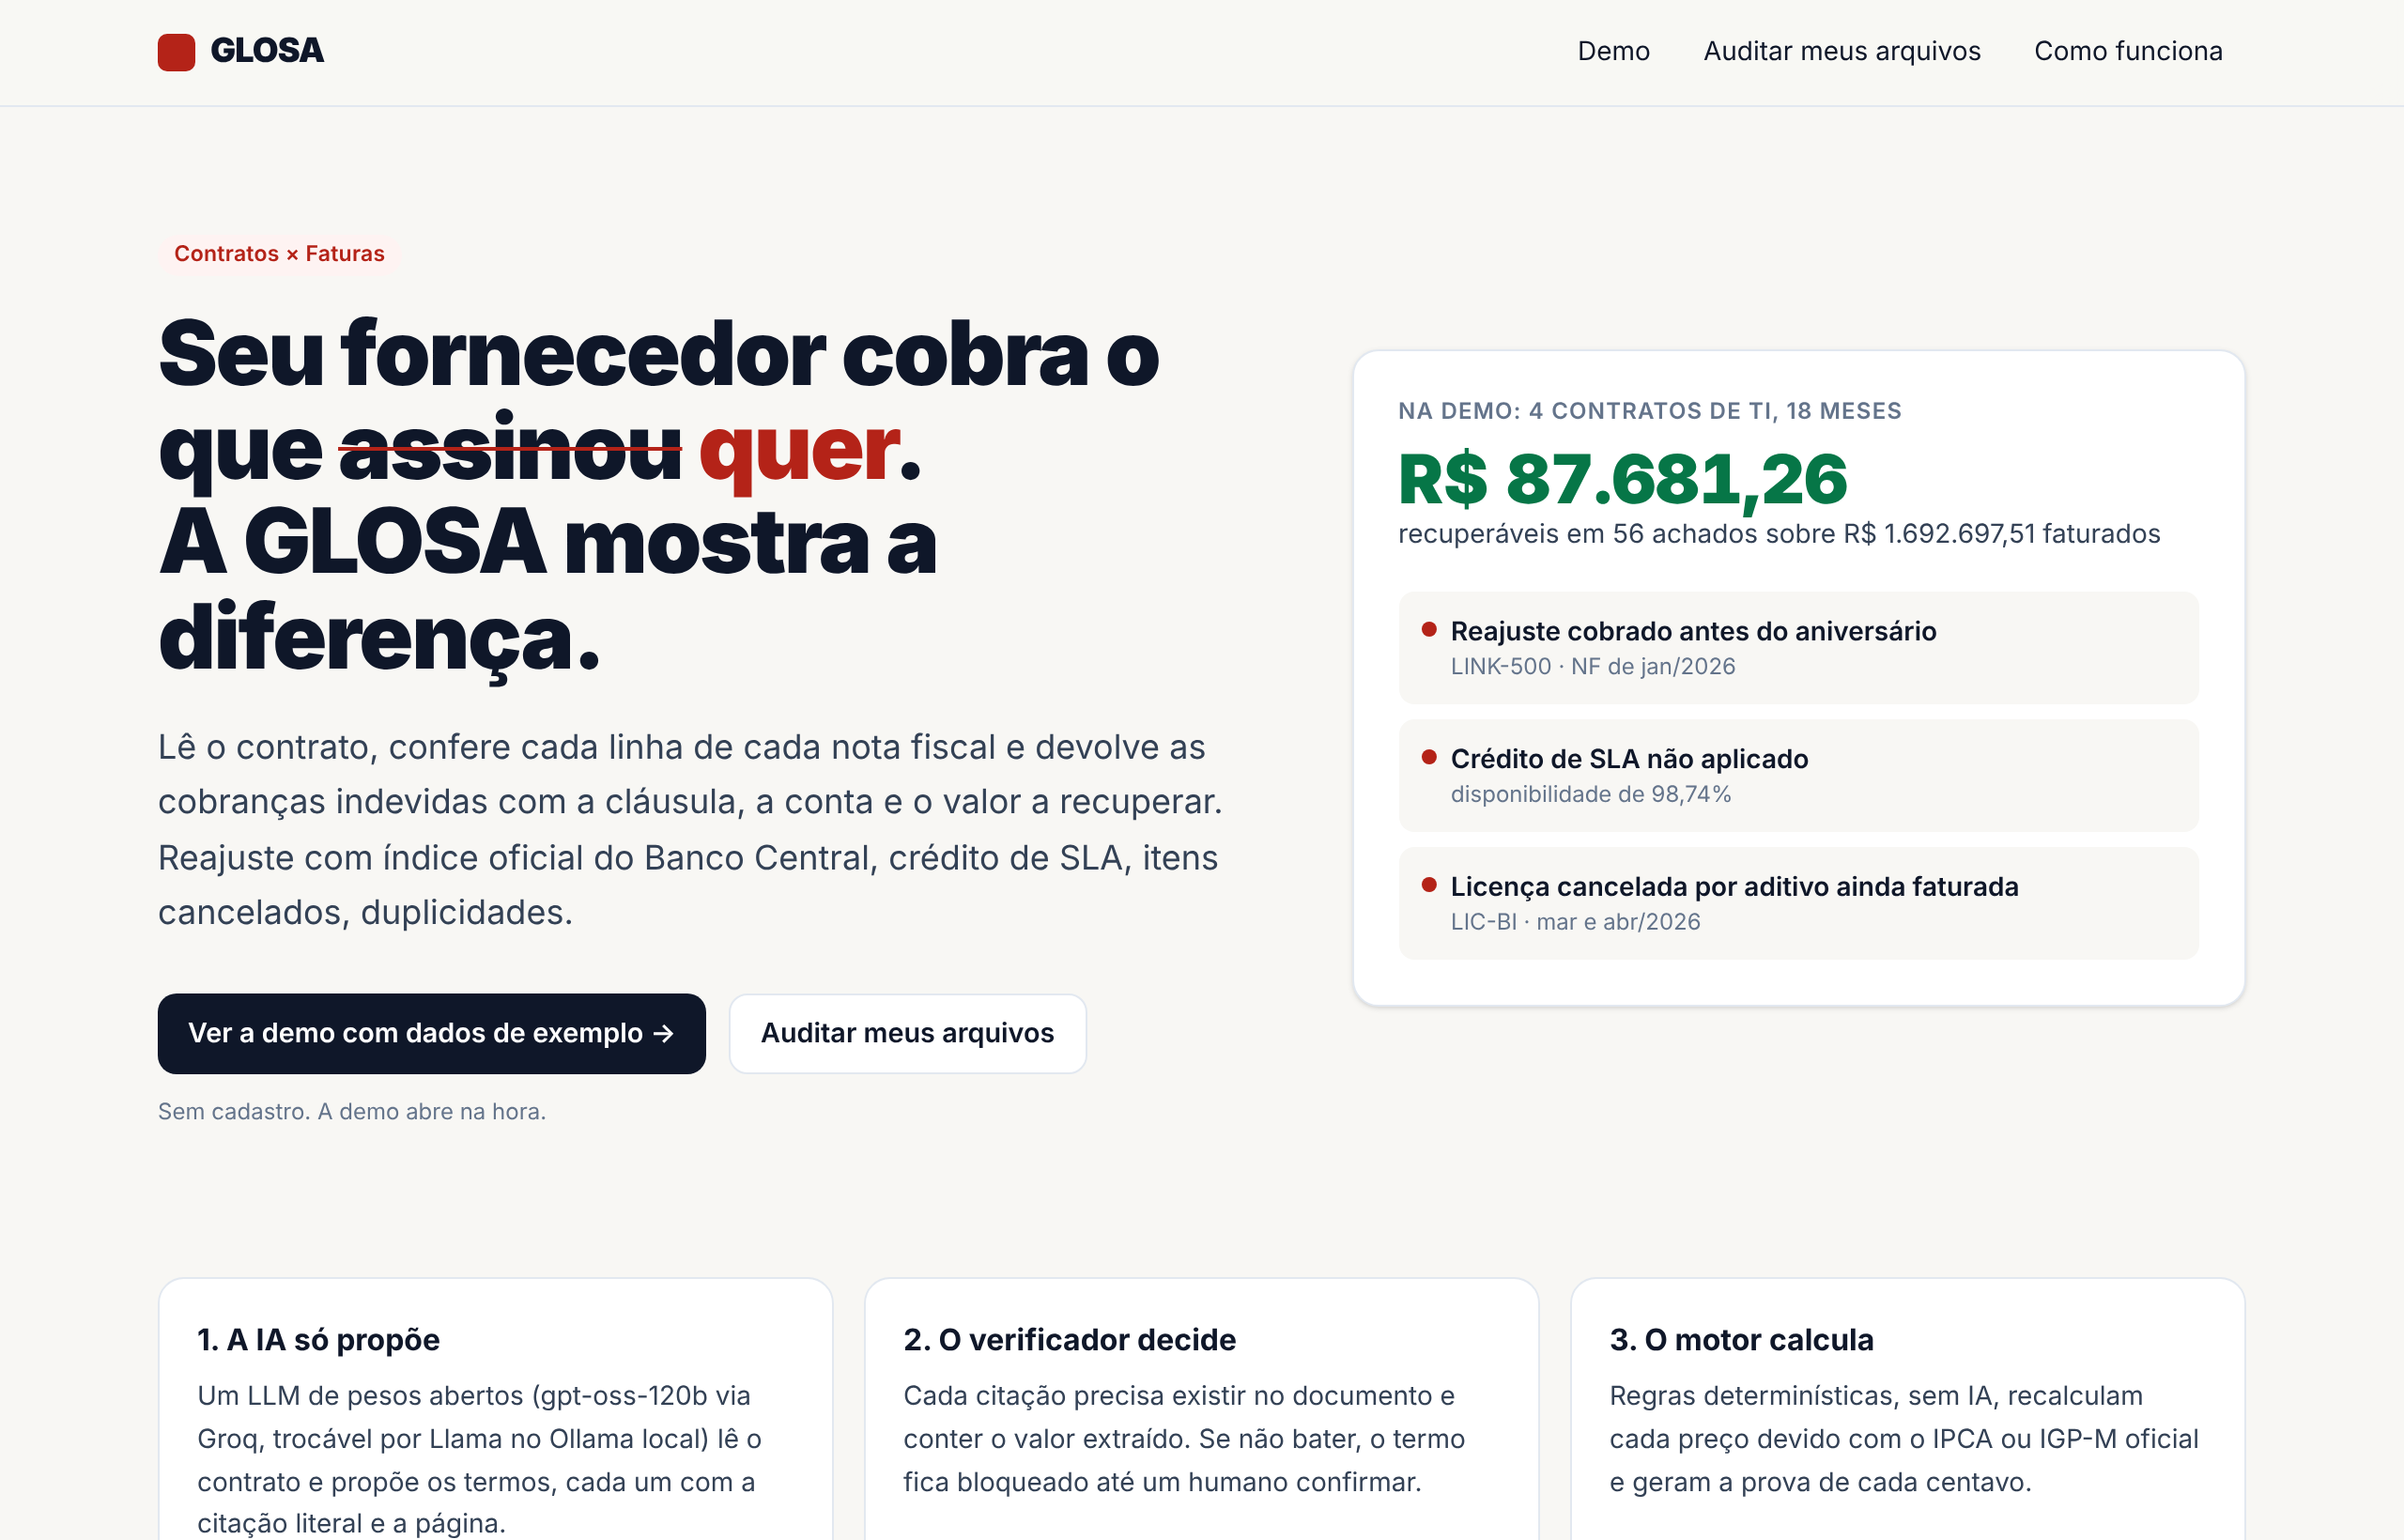 GLOSA
Demo
Auditar meus arquivos
Como funciona
Contratos × Faturas
Seu fornecedor cobra o
que assinou quer.
A GLOSA mostra a
diferença.
Lê o contrato, confere cada linha de cada nota fiscal e devolve as
cobranças indevidas com a cláusula, a conta e o valor a recuperar.
Reajuste com índice oficial do Banco Central, crédito de SLA, itens
cancelados, duplicidades.
Ver a demo com dados de exemplo →
Auditar meus arquivos
Sem cadastro. A demo abre na hora.
NA DEMO: 4 CONTRATOS DE TI, 18 MESES
R$ 87.681,26
recuperáveis em 56 achados sobre R$ 1.692.697,51 faturados
Reajuste cobrado antes do aniversário
LINK-500 · NF de jan/2026
Crédito de SLA não aplicado
disponibilidade de 98,74%
Licença cancelada por aditivo ainda faturada
LIC-BI · mar e abr/2026
1. A IA só propõe
Um LLM de pesos abertos (gpt-oss-120b via
Groq, trocável por Llama no Ollama local) lê o
contrato e propõe os termos, cada um com a
citação literal e a página.
2. O verificador decide
Cada citação precisa existir no documento e
conter o valor extraído. Se não bater, o termo
fica bloqueado até um humano confirmar.
3. O motor calcula
Regras determinísticas, sem IA, recalculam
cada preço devido com o IPCA ou IGP-M oficial
e geram a prova de cada centavo.